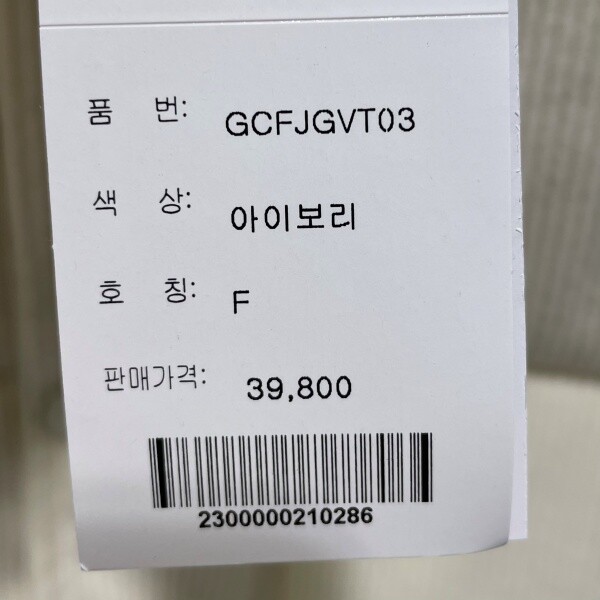 품 번: GCFJGVT03
색 상: 아이보리
호 칭: F
판매가격: 39,800
2300000210286